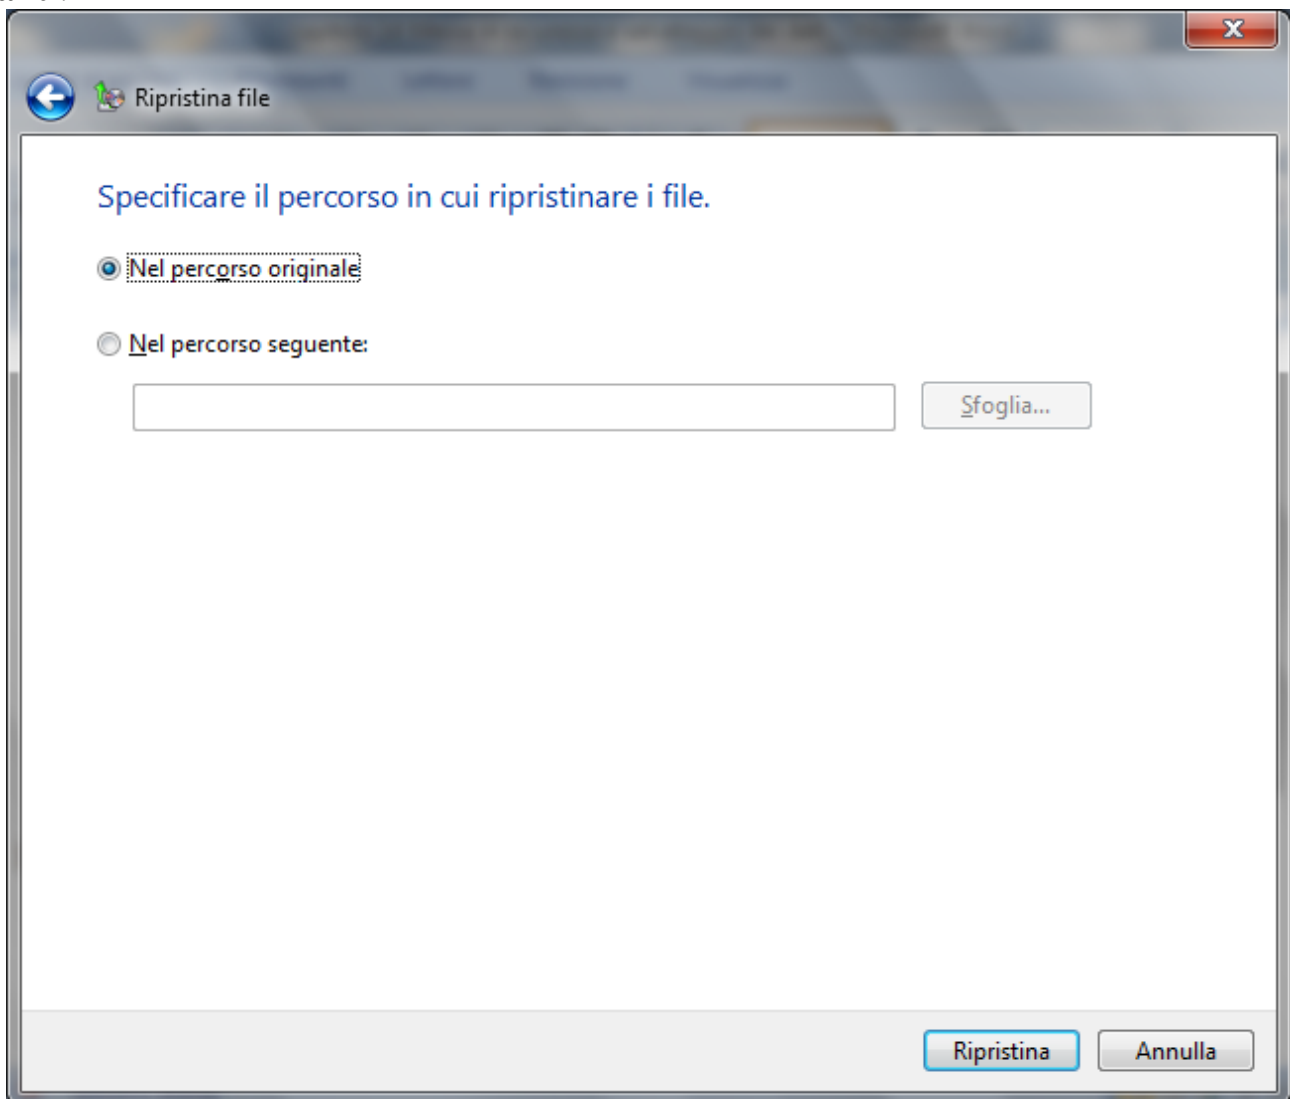 Ripristina file
Specificare il percorso in cui ripristinare i file.
Nel percorso originale
Nel percorso seguente:
Sfoglia...
Ripristina
Annulla